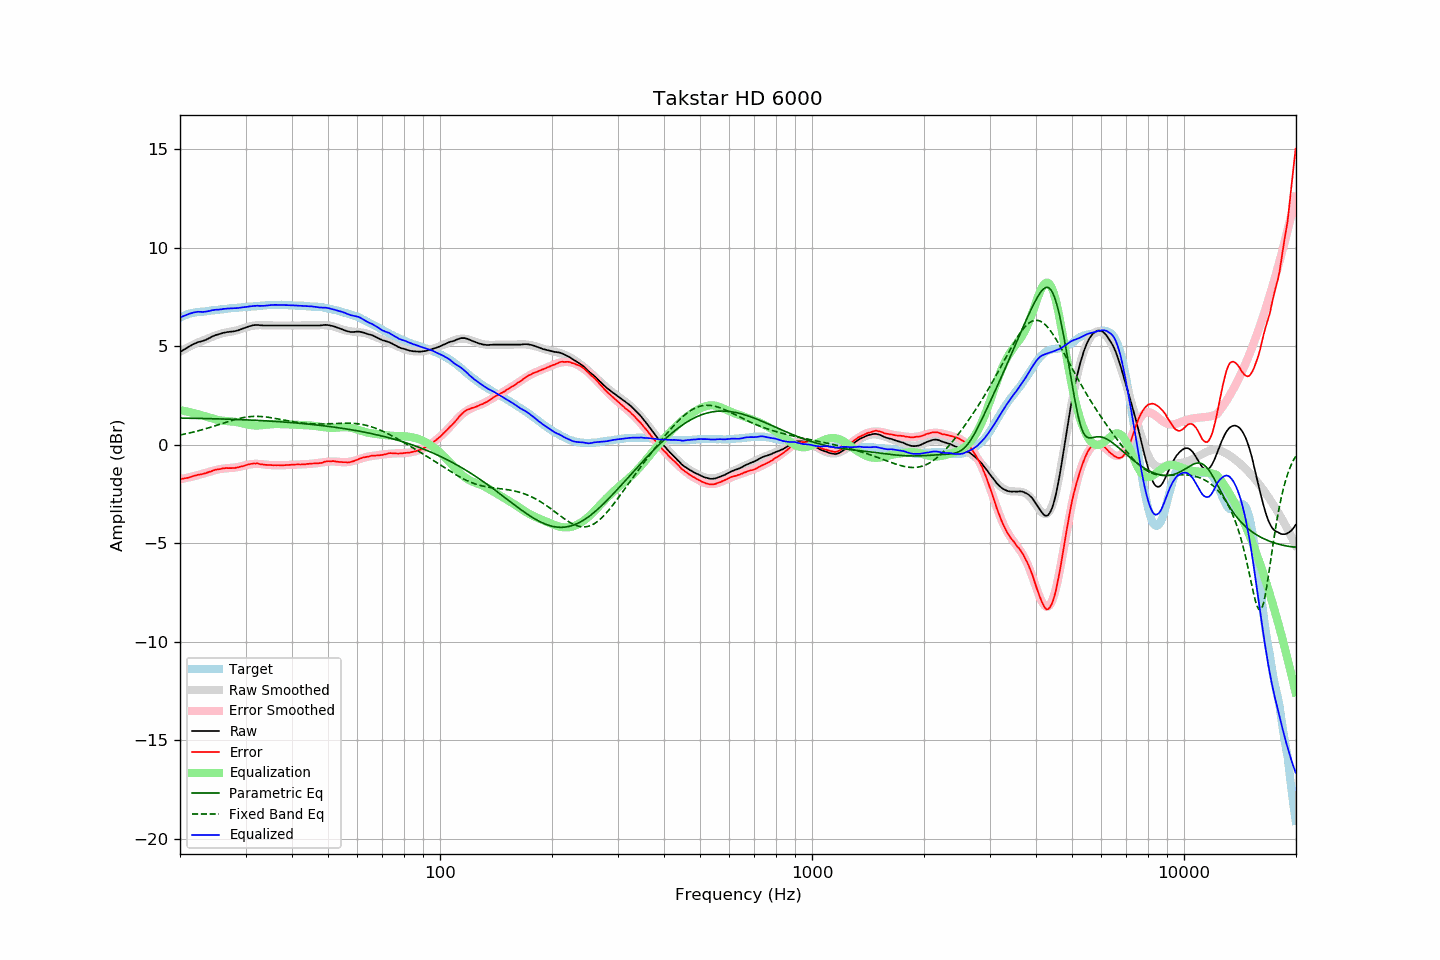 Takstar HD 6000
Amplitude (dBr)
15
10
5
0
−5
−10
−15
−20
Target
Raw Smoothed
Error Smoothed
Raw
Error
Equalization
Parametric Eq
Fixed Band Eq
Equalized
100
1000
10000
Frequency (Hz)